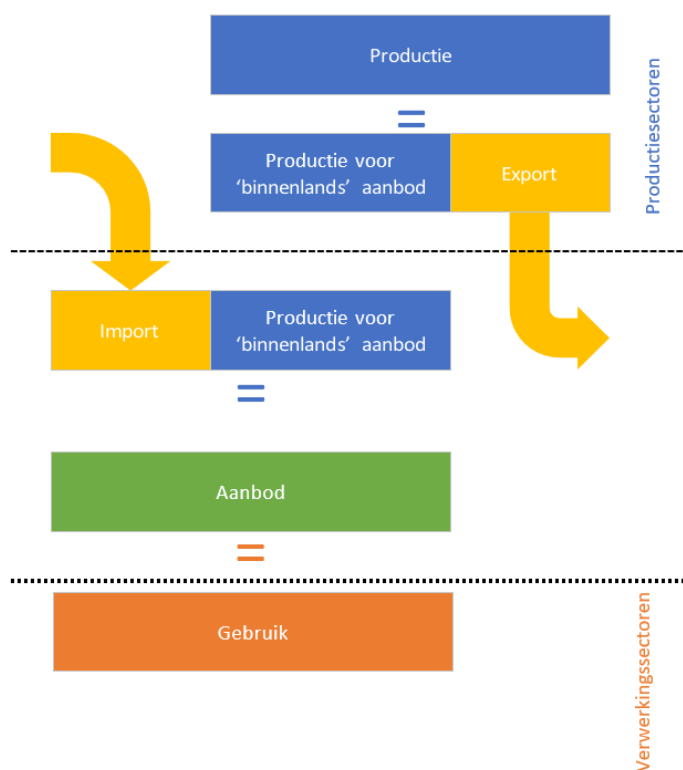 Productie
Productiesectoren
=
Productie voor
‘binnenlands’ aanbod
Export
Import
Productie voor
‘binnenlands’ aanbod
=
Aanbod
=
Gebruik
Verwerkingssectoren